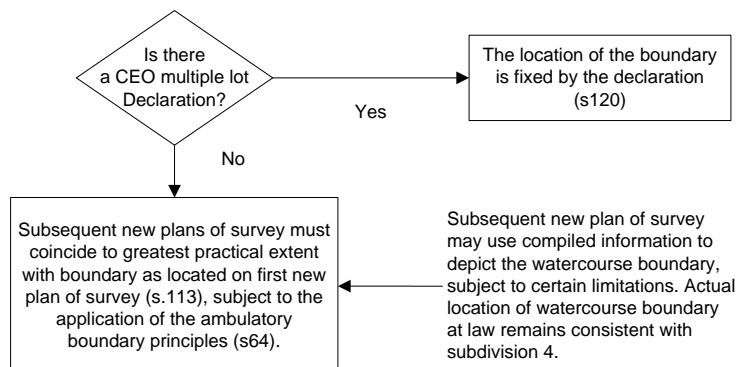 Is there
a CEO multiple lot
Declaration?
The location of the boundary
is fixed by the declaration
(s120)
Yes
No
Subsequent new plans of survey must
coincide to greatest practical extent
with boundary as located on first new
plan of survey (s.113), subject to the
application of the ambulatory
boundary principles (s64).
Subsequent new plan of survey
may use compiled information to
depict the watercourse boundary,
subject to certain limitations. Actual
location of watercourse boundary
at law remains consistent with
subdivision 4.